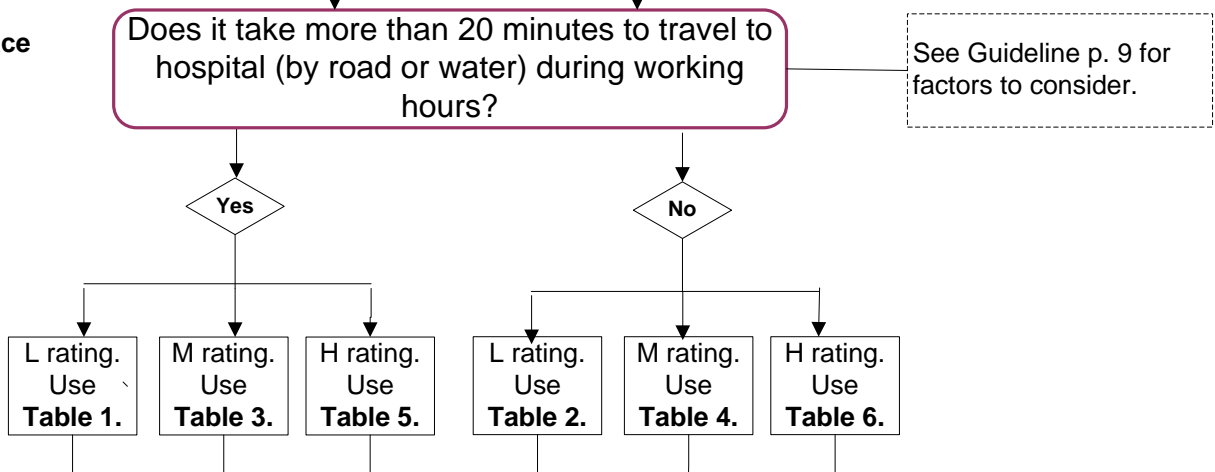 ce
Does it take more than 20 minutes to travel to
hospital (by road or water) during working
hours?
See Guideline p. 9 for
factors to consider.
Yes
No
L rating.
Use
Table 1.
M rating.
Use
Table 3.
H rating.
Use
Table 5.
L rating.
Use
Table 2.
M rating.
Use
Table 4.
H rating.
Use
Table 6.